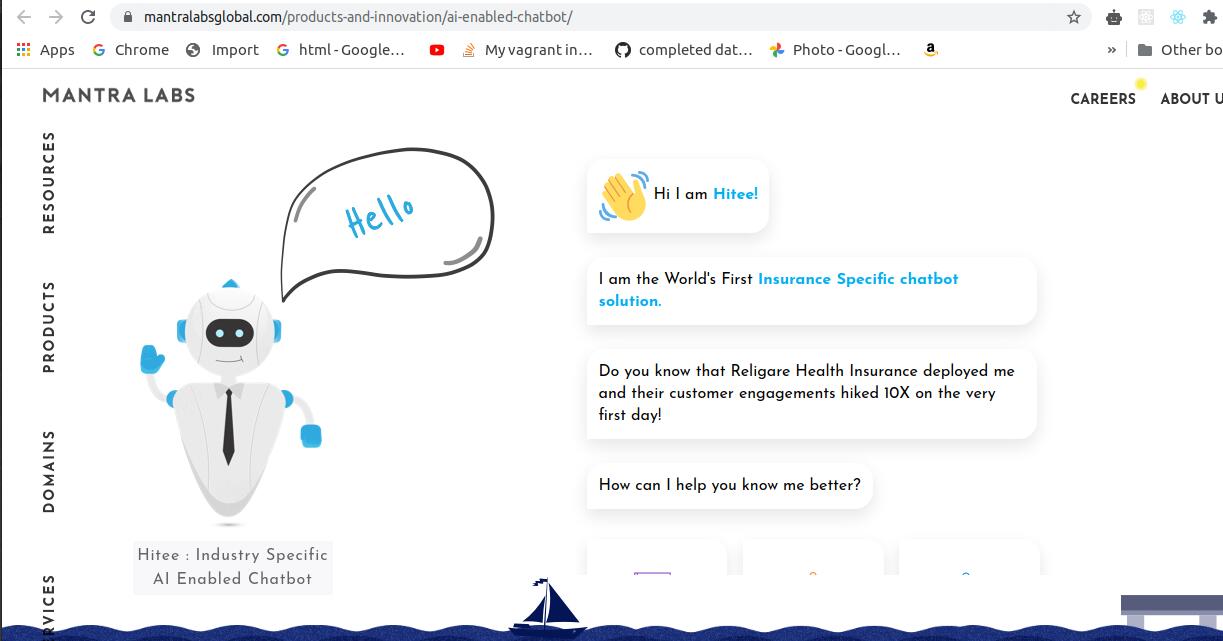 mantralabsglobal.com/products-and-innovation/ai-enabled-chatbot/
Apps
Chrome
Import
html - Google...
My vagrant in...
completed dat...
Photo - Googl...
»
Other bo
MANTRA LABS
CAREERS
ABOUT U
RESOURCES
PRODUCTS
DOMAINS
RVICES
Hello
Hitee : Industry Specific
AI Enabled Chatbot
Hi I am Hitee!
I am the World's First Insurance Specific chatbot
solution.
Do you know that Religare Health Insurance deployed me
and their customer engagements hiked 10X on the very
first day!
How can I help you know me better?